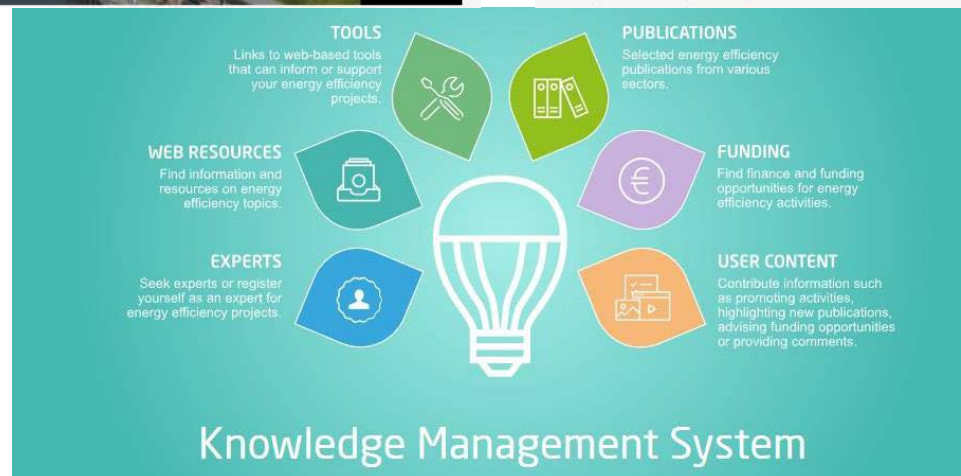 TOOLS
Links to web-based tools
that can inform or support
your energy efficiency
projects.
PUBLICATIONS
Selected energy efficiency
publications from various
sectors.
WEB RESOURCES
Find information and
resources on energy
efficiency topics.
FUNDING
Find finance and funding
opportunities for energy
efficiency activities.
EXPERTS
Seek experts or register
yourself as an expert for
energy efficiency projects.
USER CONTENT
Contribute information such
as promoting activities,
highlighting new publications,
advising funding opportunities
or providing comments.
Knowledge Management System